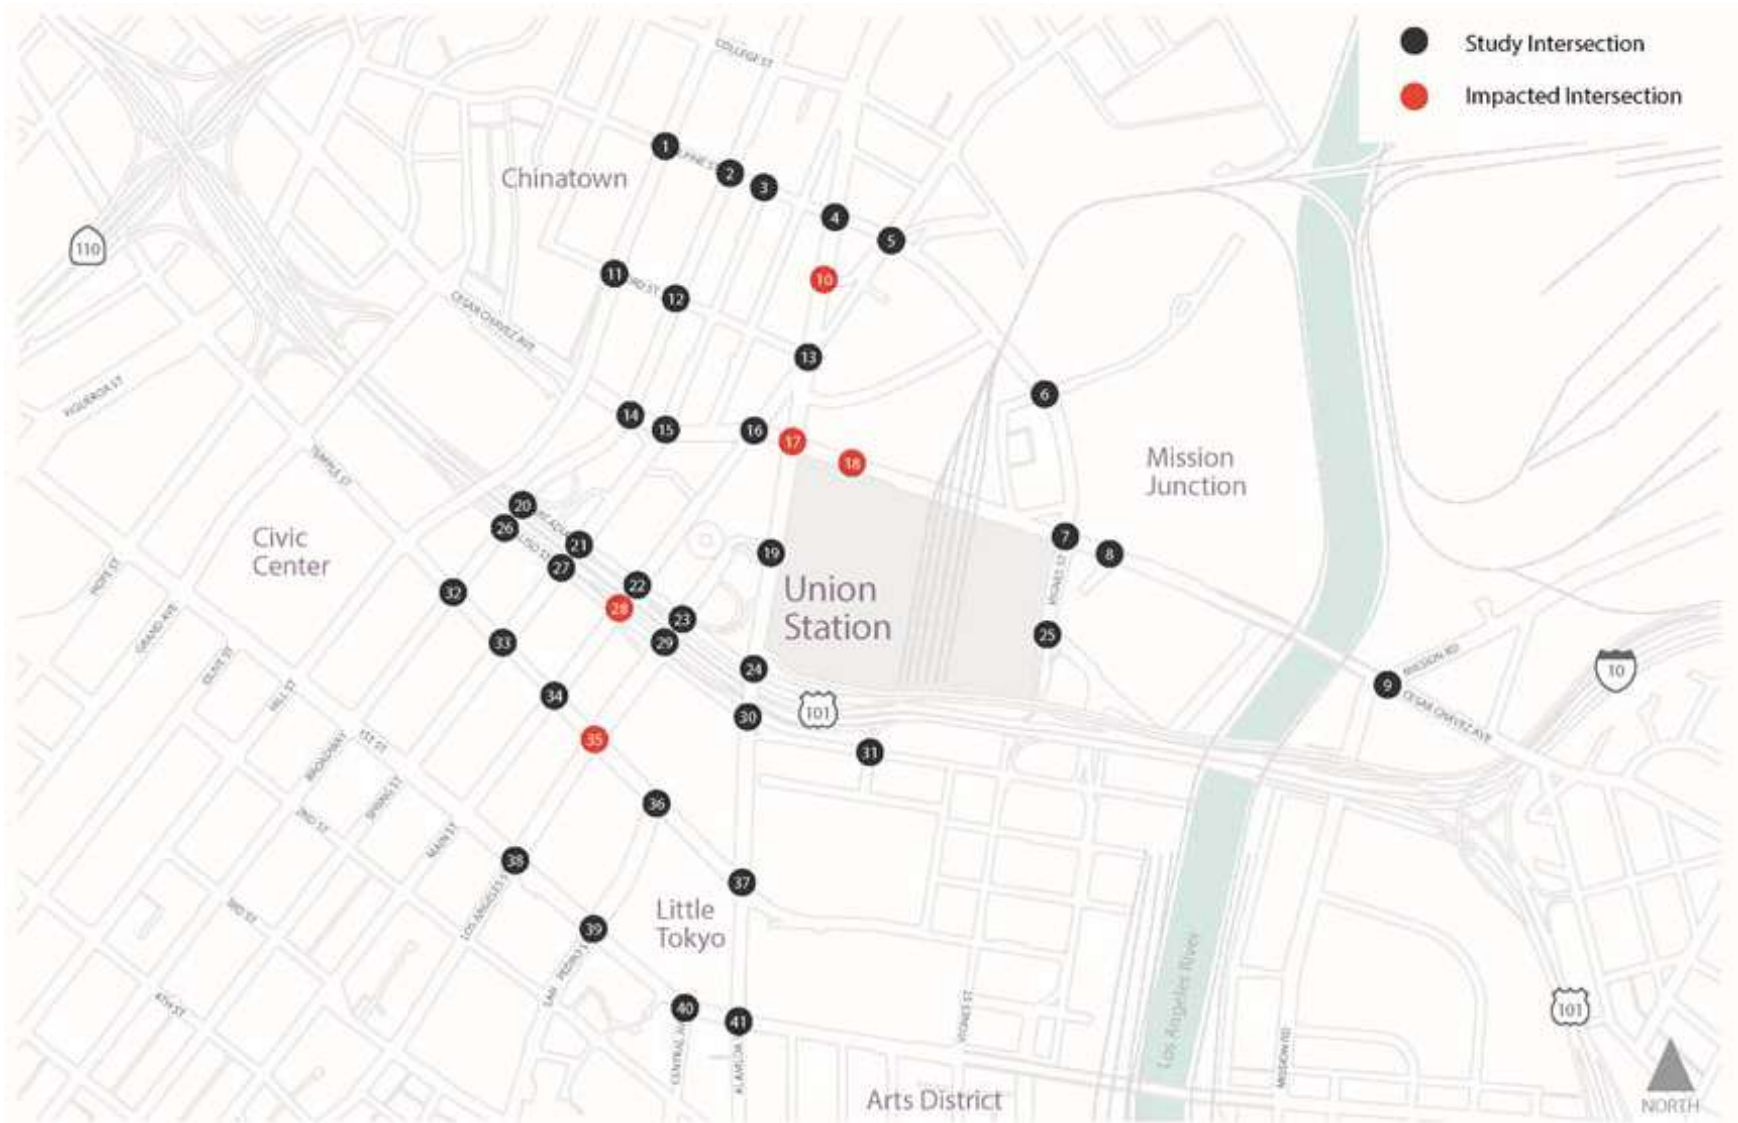 Study Intersection
Impacted Intersection
COLLEGE ST
1
2
3
Chinatown
4
5
110
11
12
10
CESAR CHAVEZ AVE
13
FIGUEROA ST
6
14
15
16
17
18
TEMPLE ST
Mission
Junction
20
26
21
27
Civic
Center
19
7
8
VIGNES ST
HOPE ST
32
22
28
23
29
Union
Station
25
GRAND AVE
33
OLIVE ST
24
MISSION RD
10
9
CESAR CHAVEZ AVE
HILL ST
34
30
101
35
31
BROADWAY
1ST ST
SPRING ST
36
2ND ST
MAIN ST
38
37
LOS ANGELES S
3RD ST
39
Little
Tokyo
Los Angeles River
SAN PEDRO S
4TH ST
40
41
VIGNES ST
101
CENTRAL A
ALAMEDA
MISSION RD
Arts District
NORTH